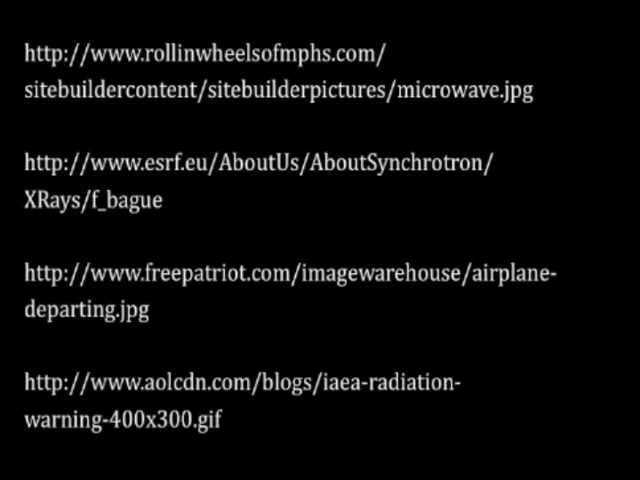 http://www.rollinwheelsofmphs.com/
sitebuildercontent/sitebuilderpictures/microwave.jpg
http://www.esrf.eu/AboutUs/AboutSynchrotron/
XRays/f_bague
http://www.freepatriot.com/imagewarehouse/airplane-
departing.jpg
http://www.aolcdn.com/blogs/iaea-radiation-
warning-400x300.gif